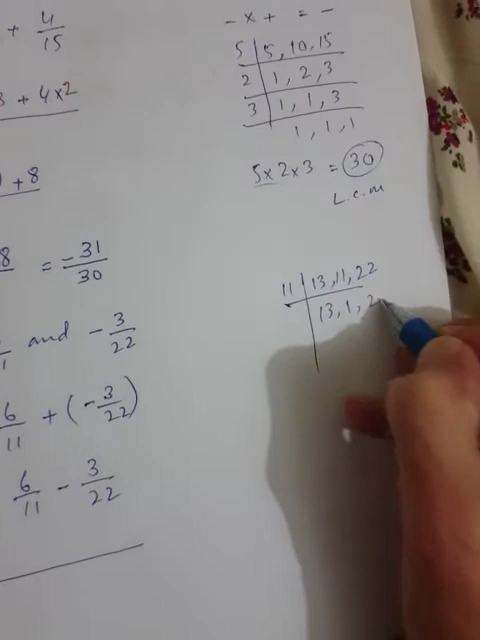 + 4/15
3 + 4x2
+ 8
8 = -31/30
and - 3/22
6/11 + (- 3/22)
6/11 - 3/22
- x + = -
5 | 5, 10, 15
2 | 1, 2, 3
3 | 1, 1, 3
1, 1, 1
5x2x3 = 30
L.c.m
11 | 13, 11, 22
13, 1, 2